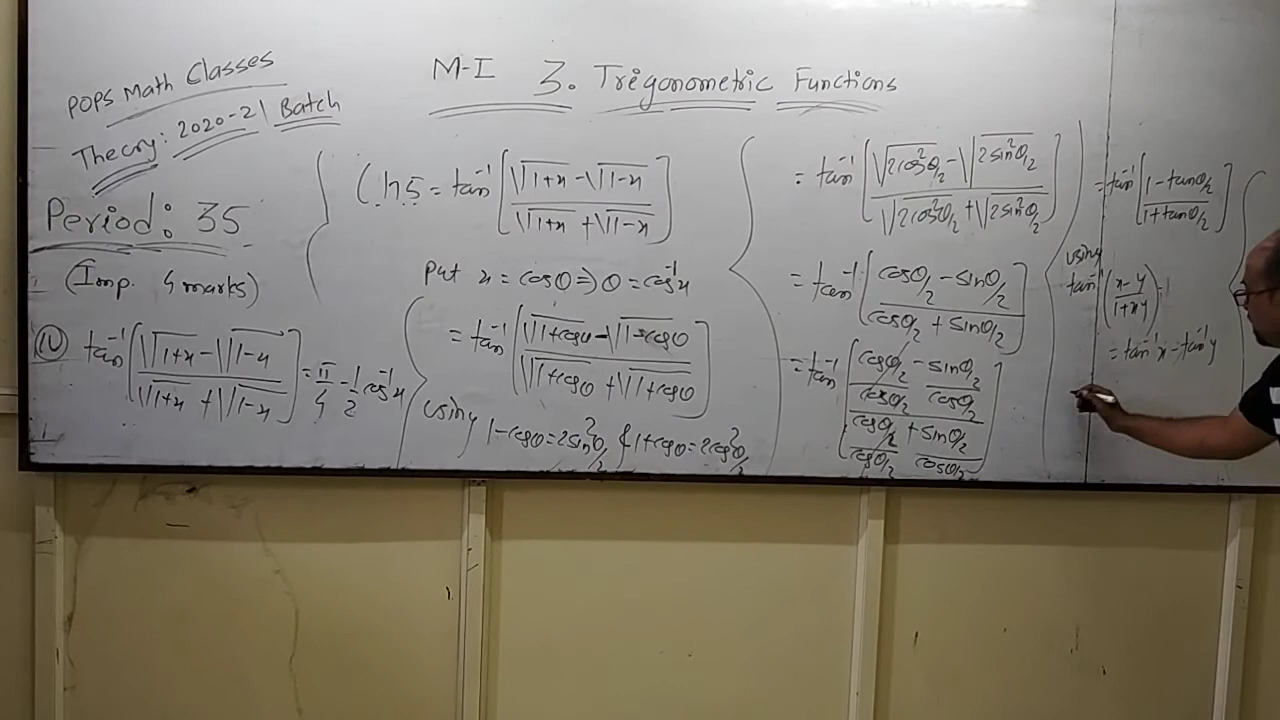 POPS Math Classes
Theory: 2020-21 Batch
Period: 35
(Imp. 4 marks)
M-I 3. Trigonometric Functions
(IV) tan⁻¹[(√1+x - √1-x)/(√1+x + √1-x)] = π/4 - 1/2 cos⁻¹x
L.H.S = tan⁻¹[(√1+x - √1-x)/(√1+x + √1-x)]
Put x = cosθ ⇒ θ = cos⁻¹x
= tan⁻¹[(√1+cosθ - √1-cosθ)/(√1+cosθ + √1+cosθ)]
using 1-cosθ = 2sin²θ/2 & 1+cosθ = 2cos²θ/2
= tan⁻¹[(√2cos²θ/2 - √2sin²θ/2)/(√2cos²θ/2 + √2sin²θ/2)]
= tan⁻¹[(cosθ/2 - sinθ/2)/(cosθ/2 + sinθ/2)]
= tan⁻¹[(cosθ/2/cosθ/2 - sinθ/2/cosθ/2)/(cosθ/2/cosθ/2 + sinθ/2/cosθ/2)]
= tan⁻¹[(1 - tanθ/2)/(1 + tanθ/2)]
using
tan⁻¹((x-y)/(1+xy))
= tan⁻¹x - tan⁻¹y